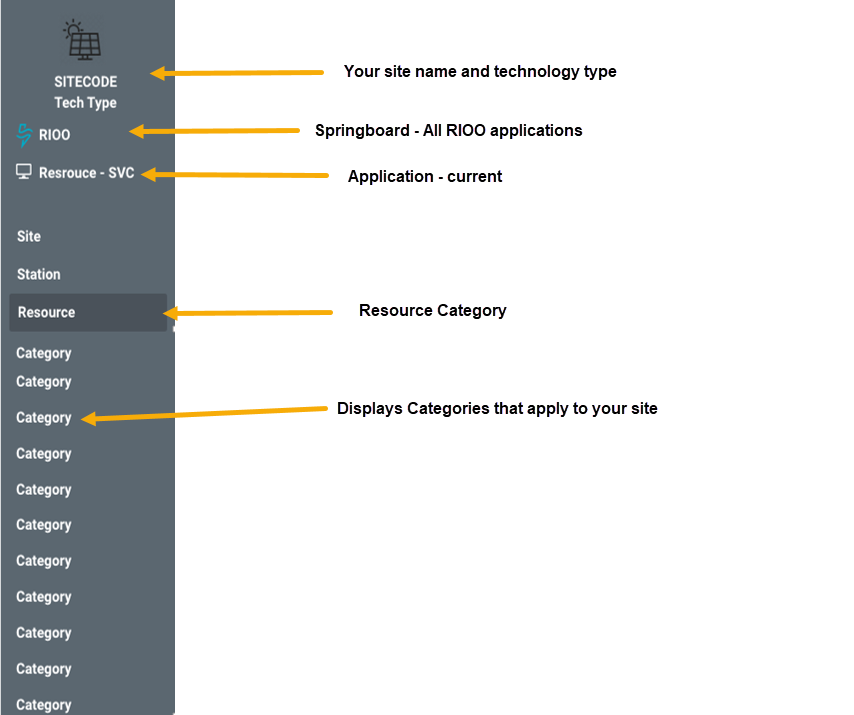 SITECODE
Tech Type
Your site name and technology type
RIOO
Springboard - All RIOO applications
Resrouce - SVC
Application - current
Site
Station
Resource
Resource Category
Category
Category
Category
Displays Categories that apply to your site
Category
Category
Category
Category
Category
Category
Category
Category